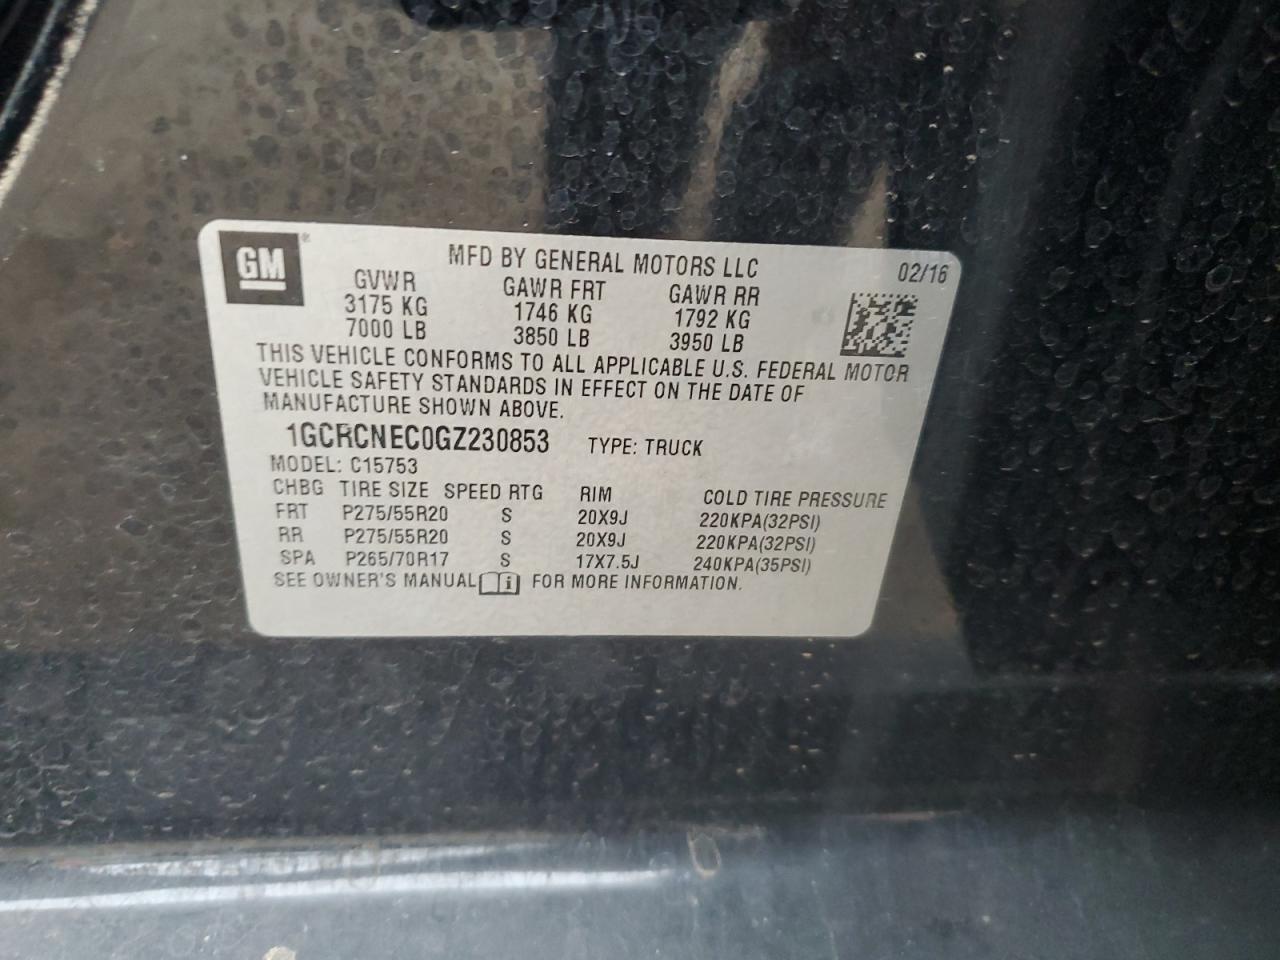 GM
MFD BY GENERAL MOTORS LLC 02/16
GVWR GAWR FRT GAWR RR
3175 KG 1746 KG 1792 KG
7000 LB 3850 LB 3950 LB
THIS VEHICLE CONFORMS TO ALL APPLICABLE U.S. FEDERAL MOTOR
VEHICLE SAFETY STANDARDS IN EFFECT ON THE DATE OF
MANUFACTURE SHOWN ABOVE.
1GCRCNEC0GZ230853 TYPE: TRUCK
MODEL: C15753
CHBG TIRE SIZE SPEED RTG RIM COLD TIRE PRESSURE
FRT P275/55R20 S 20X9J 220KPA(32PSI)
RR P275/55R20 S 20X9J 220KPA(32PSI)
SPA P265/70R17 S 17X7.5J 240KPA(35PSI)
SEE OWNER'S MANUAL i FOR MORE INFORMATION.